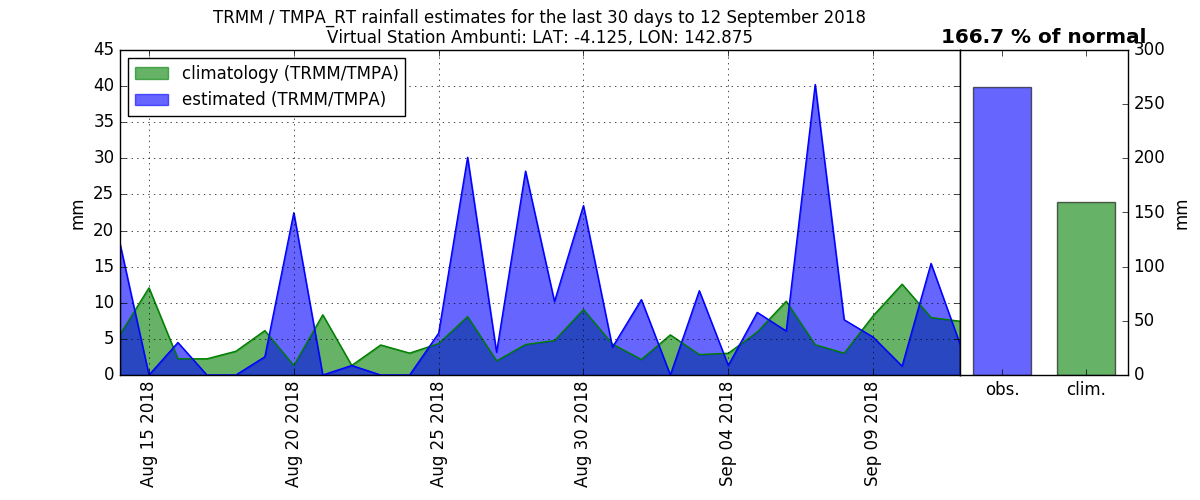 TRMM / TMPA_RT rainfall estimates for the last 30 days to 12 September 2018
Virtual Station Ambunti: LAT: -4.125, LON: 142.875
166.7 % of normal
climatology (TRMM/TMPA)
estimated (TRMM/TMPA)
45
40
35
30
25
20
15
10
5
0
mm
Aug 15 2018
Aug 20 2018
Aug 25 2018
Aug 30 2018
Sep 04 2018
Sep 09 2018
300
250
200
150
100
50
0
mm
obs.
clim.